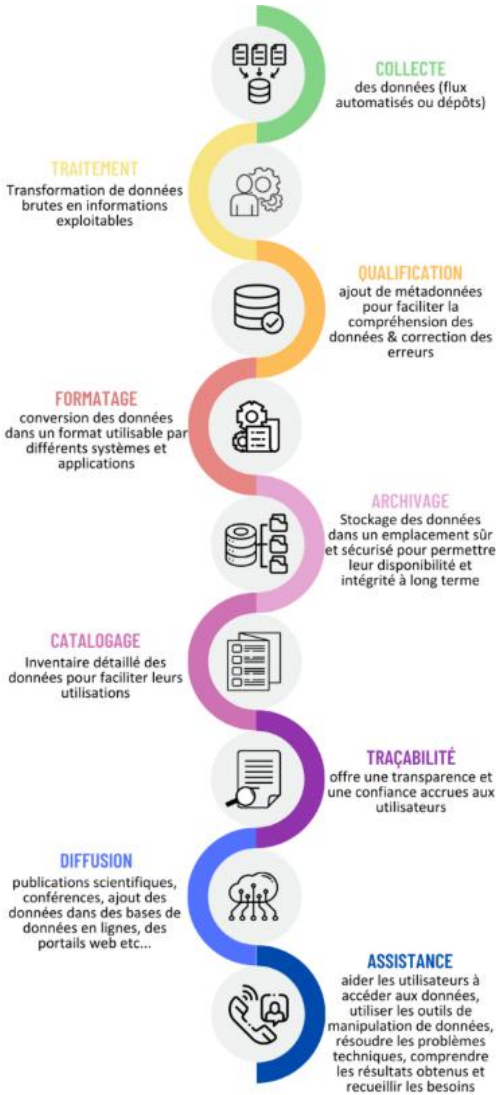 COLLECTE
des données (flux
automatisés ou dépôts)
TRAITEMENT
Transformation de données
brutes en informations
exploitables
QUALIFICATION
ajout de métadonnées
pour faciliter la
compréhension des
données & correction des
erreurs
FORMATAGE
conversion des données
dans un format utilisable par
différents systèmes et
applications
ARCHIVAGE
Stockage des données
dans un emplacement sûr
et sécurisé pour permettre
leur disponibilité et
intégrité à long terme
CATALOGAGE
Inventaire détaillé des
données pour faciliter leurs
utilisations
TRAÇABILITÉ
offre une transparence et
une confiance accrues aux
utilisateurs
DIFFUSION
publications scientifiques,
conférences, ajout des
données dans des bases de
données en lignes, des
portails web etc...
ASSISTANCE
aider les utilisateurs à
accéder aux données,
utiliser les outils de
manipulation de données,
résoudre les problèmes
techniques, comprendre
les résultats obtenus et
recueillir les besoins